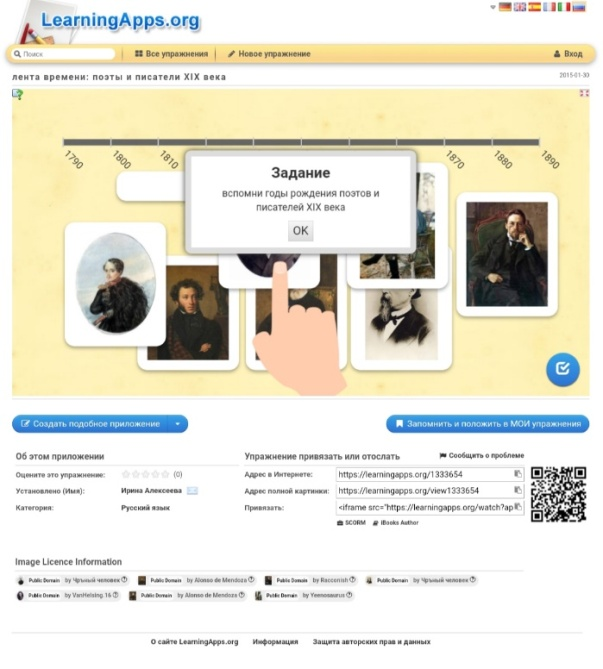 LearningApps.org
Поиск
Все упражнения
Новое упражнение
Вход
лента времени: поэты и писатели XIX века
2015-01-30
1790
1800
1810
1870
1880
1890
Задание
вспомни годы рождения поэтов и
писателей XIX века
OK
Создать подобное приложение
Запомнить и положить в МОИ упражнения
Об этом приложении
Упражнение привязать или отослать
Сообщить о проблеме
Оцените это упражнение:
(0)
Адрес в Интернете:
https://learningapps.org/1333654
Установлено (Имя):
Ирина Алексеева
Адрес полной картинки:
https://learningapps.org/view1333654
Категория:
Русский язык
Привязать:
<iframe src="https://learningapps.org/watch?ap
SCORM
iBooks Author
Image Licence Information
Public Domain by Чръный человек
Public Domain by Alonso de Mendoza
Public Domain by Racconish
Public Domain by Чръный человек
Public Domain by VanHelsing.16
Public Domain by Alonso de Mendoza
Public Domain by Yeenosaurus
О сайте LearningApps.org
Информация
Защита авторских прав и данных